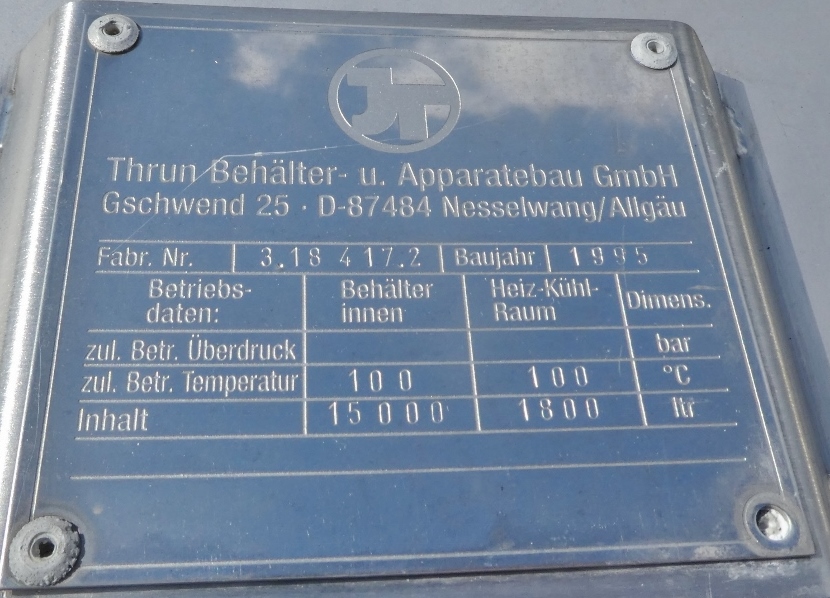 JT
Thrun Behälter- u. Apparatebau GmbH
Gschwend 25 · D-87484 Nesselwang/Allgäu
Fabr. Nr. 3.18 417.2 Baujahr 1995
Betriebs- Behälter Heiz-Kühl- Dimens.
daten: innen Raum
zul. Betr. Überdruck bar
zul. Betr. Temperatur 100 100 °C
Inhalt 15000 1800 ltr